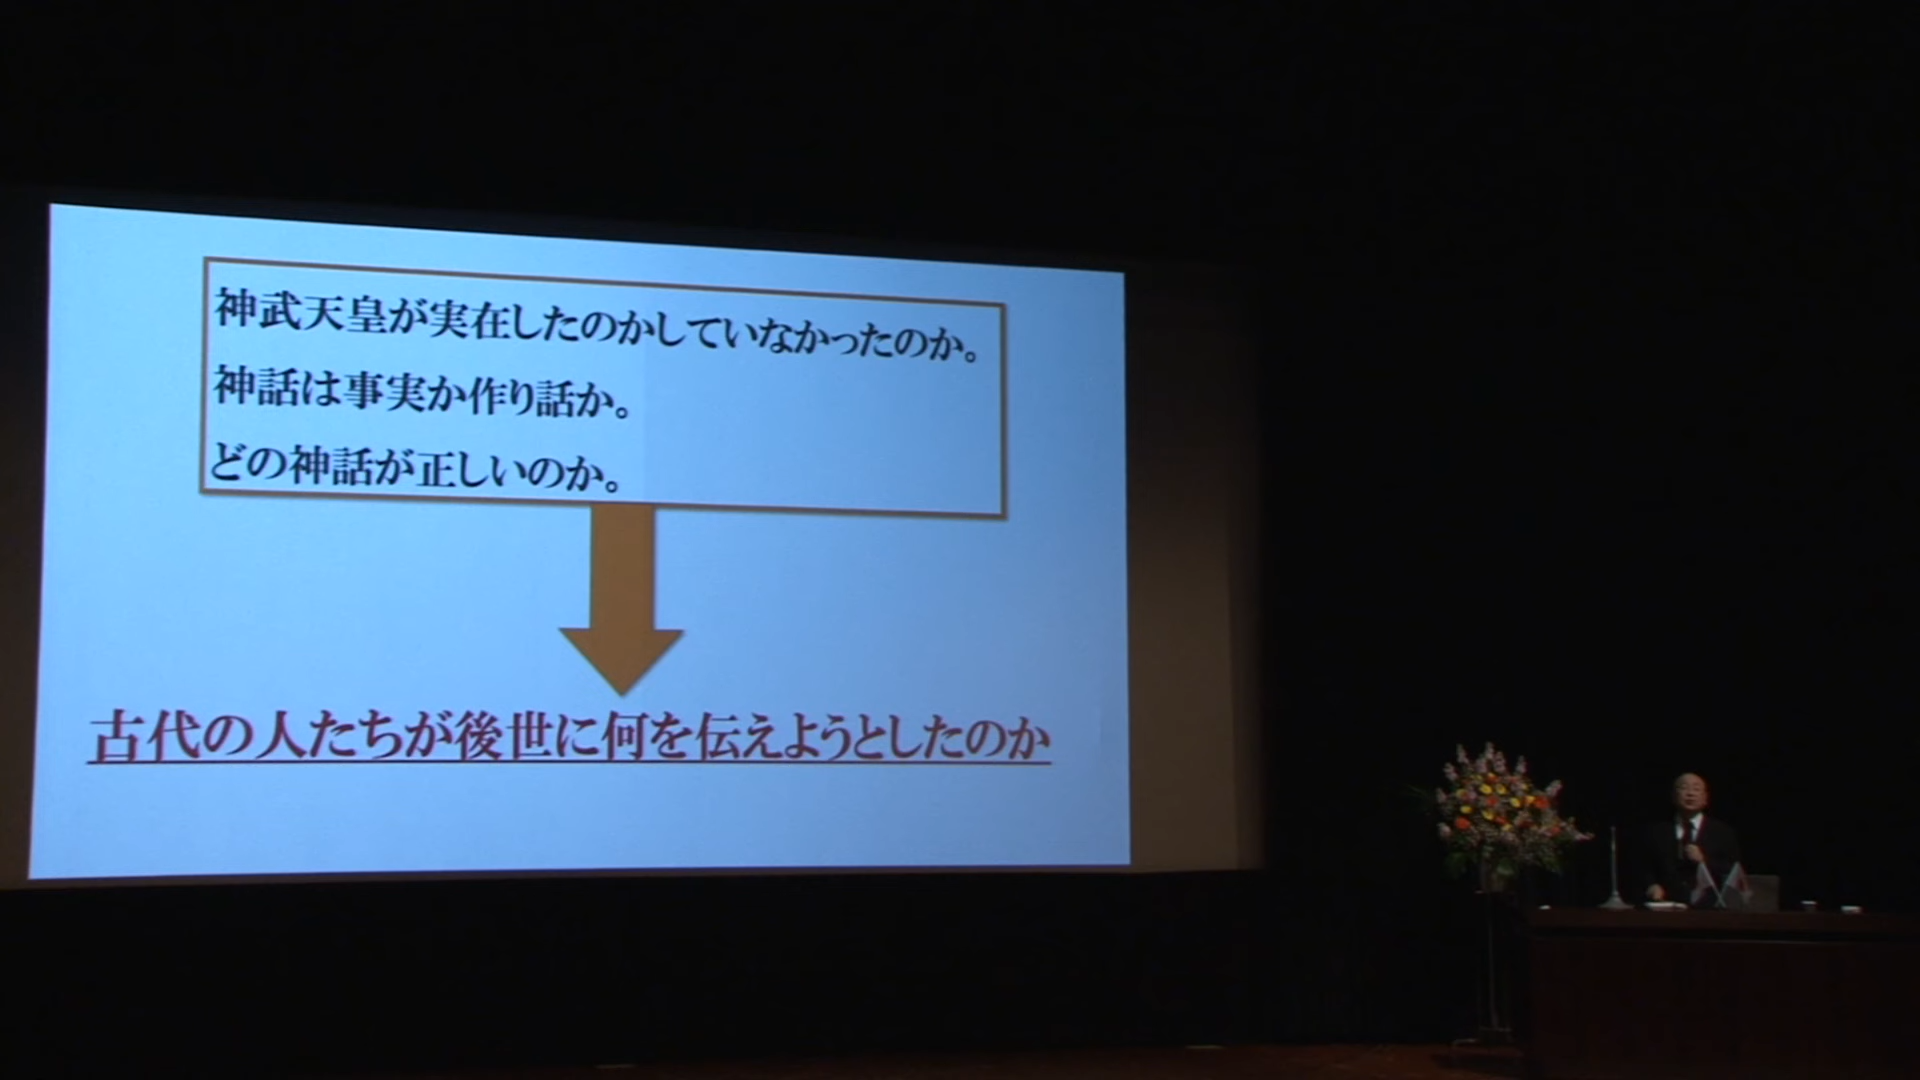 神武天皇が実在したのかしていなかったのか。
神話は事実か作り話か。
どの神話が正しいのか。
古代の人たちが後世に何を伝えようとしたのか